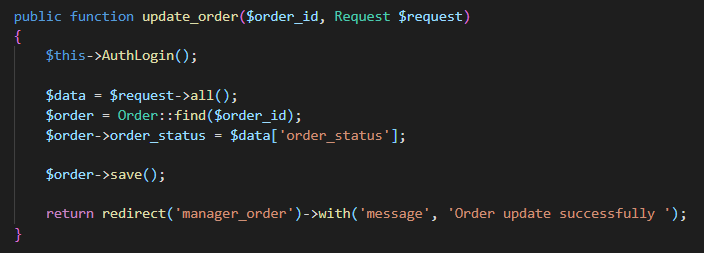 public function update_order($order_id, Request $request)
{
    $this->AuthLogin();

    $data = $request->all();
    $order = Order::find($order_id);
    $order->order_status = $data['order_status'];

    $order->save();

    return redirect('manager_order')->with('message', 'Order update successfully ');
}